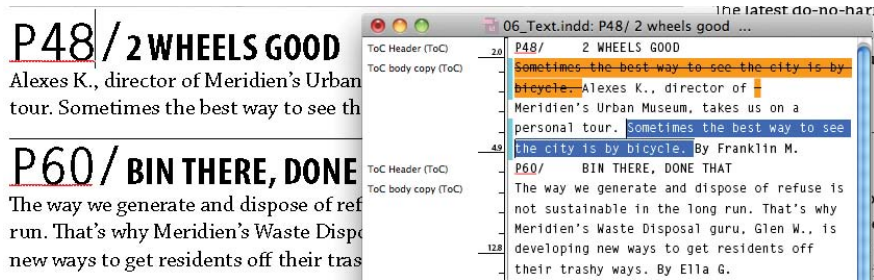 P48/ 2 WHEELS GOOD
Alexes K., director of Meridien's Urban
tour. Sometimes the best way to see th
P60/ BIN THERE, DONE
The way we generate and dispose of ref
run. That's why Meridien's Waste Dispo
new ways to get residents off their tras
The latest do-no-har
06_Text.indd: P48/ 2 wheels good ...
ToC Header (ToC)
2.0
P48/ 2 WHEELS GOOD
ToC body copy (ToC)
Sometimes the best way to see the city is by
bicycle. Alexes K., director of
Meridien's Urban Museum, takes us on a
personal tour. Sometimes the best way to see
4.9
the city is by bicycle. By Franklin M.
ToC Header (ToC)
P60/ BIN THERE, DONE THAT
ToC body copy (ToC)
The way we generate and dispose of refuse is
not sustainable in the long run. That's why
Meridien's Waste Disposal guru, Glen W., is
12.8
developing new ways to get residents off
their trashy ways. By Ella G.